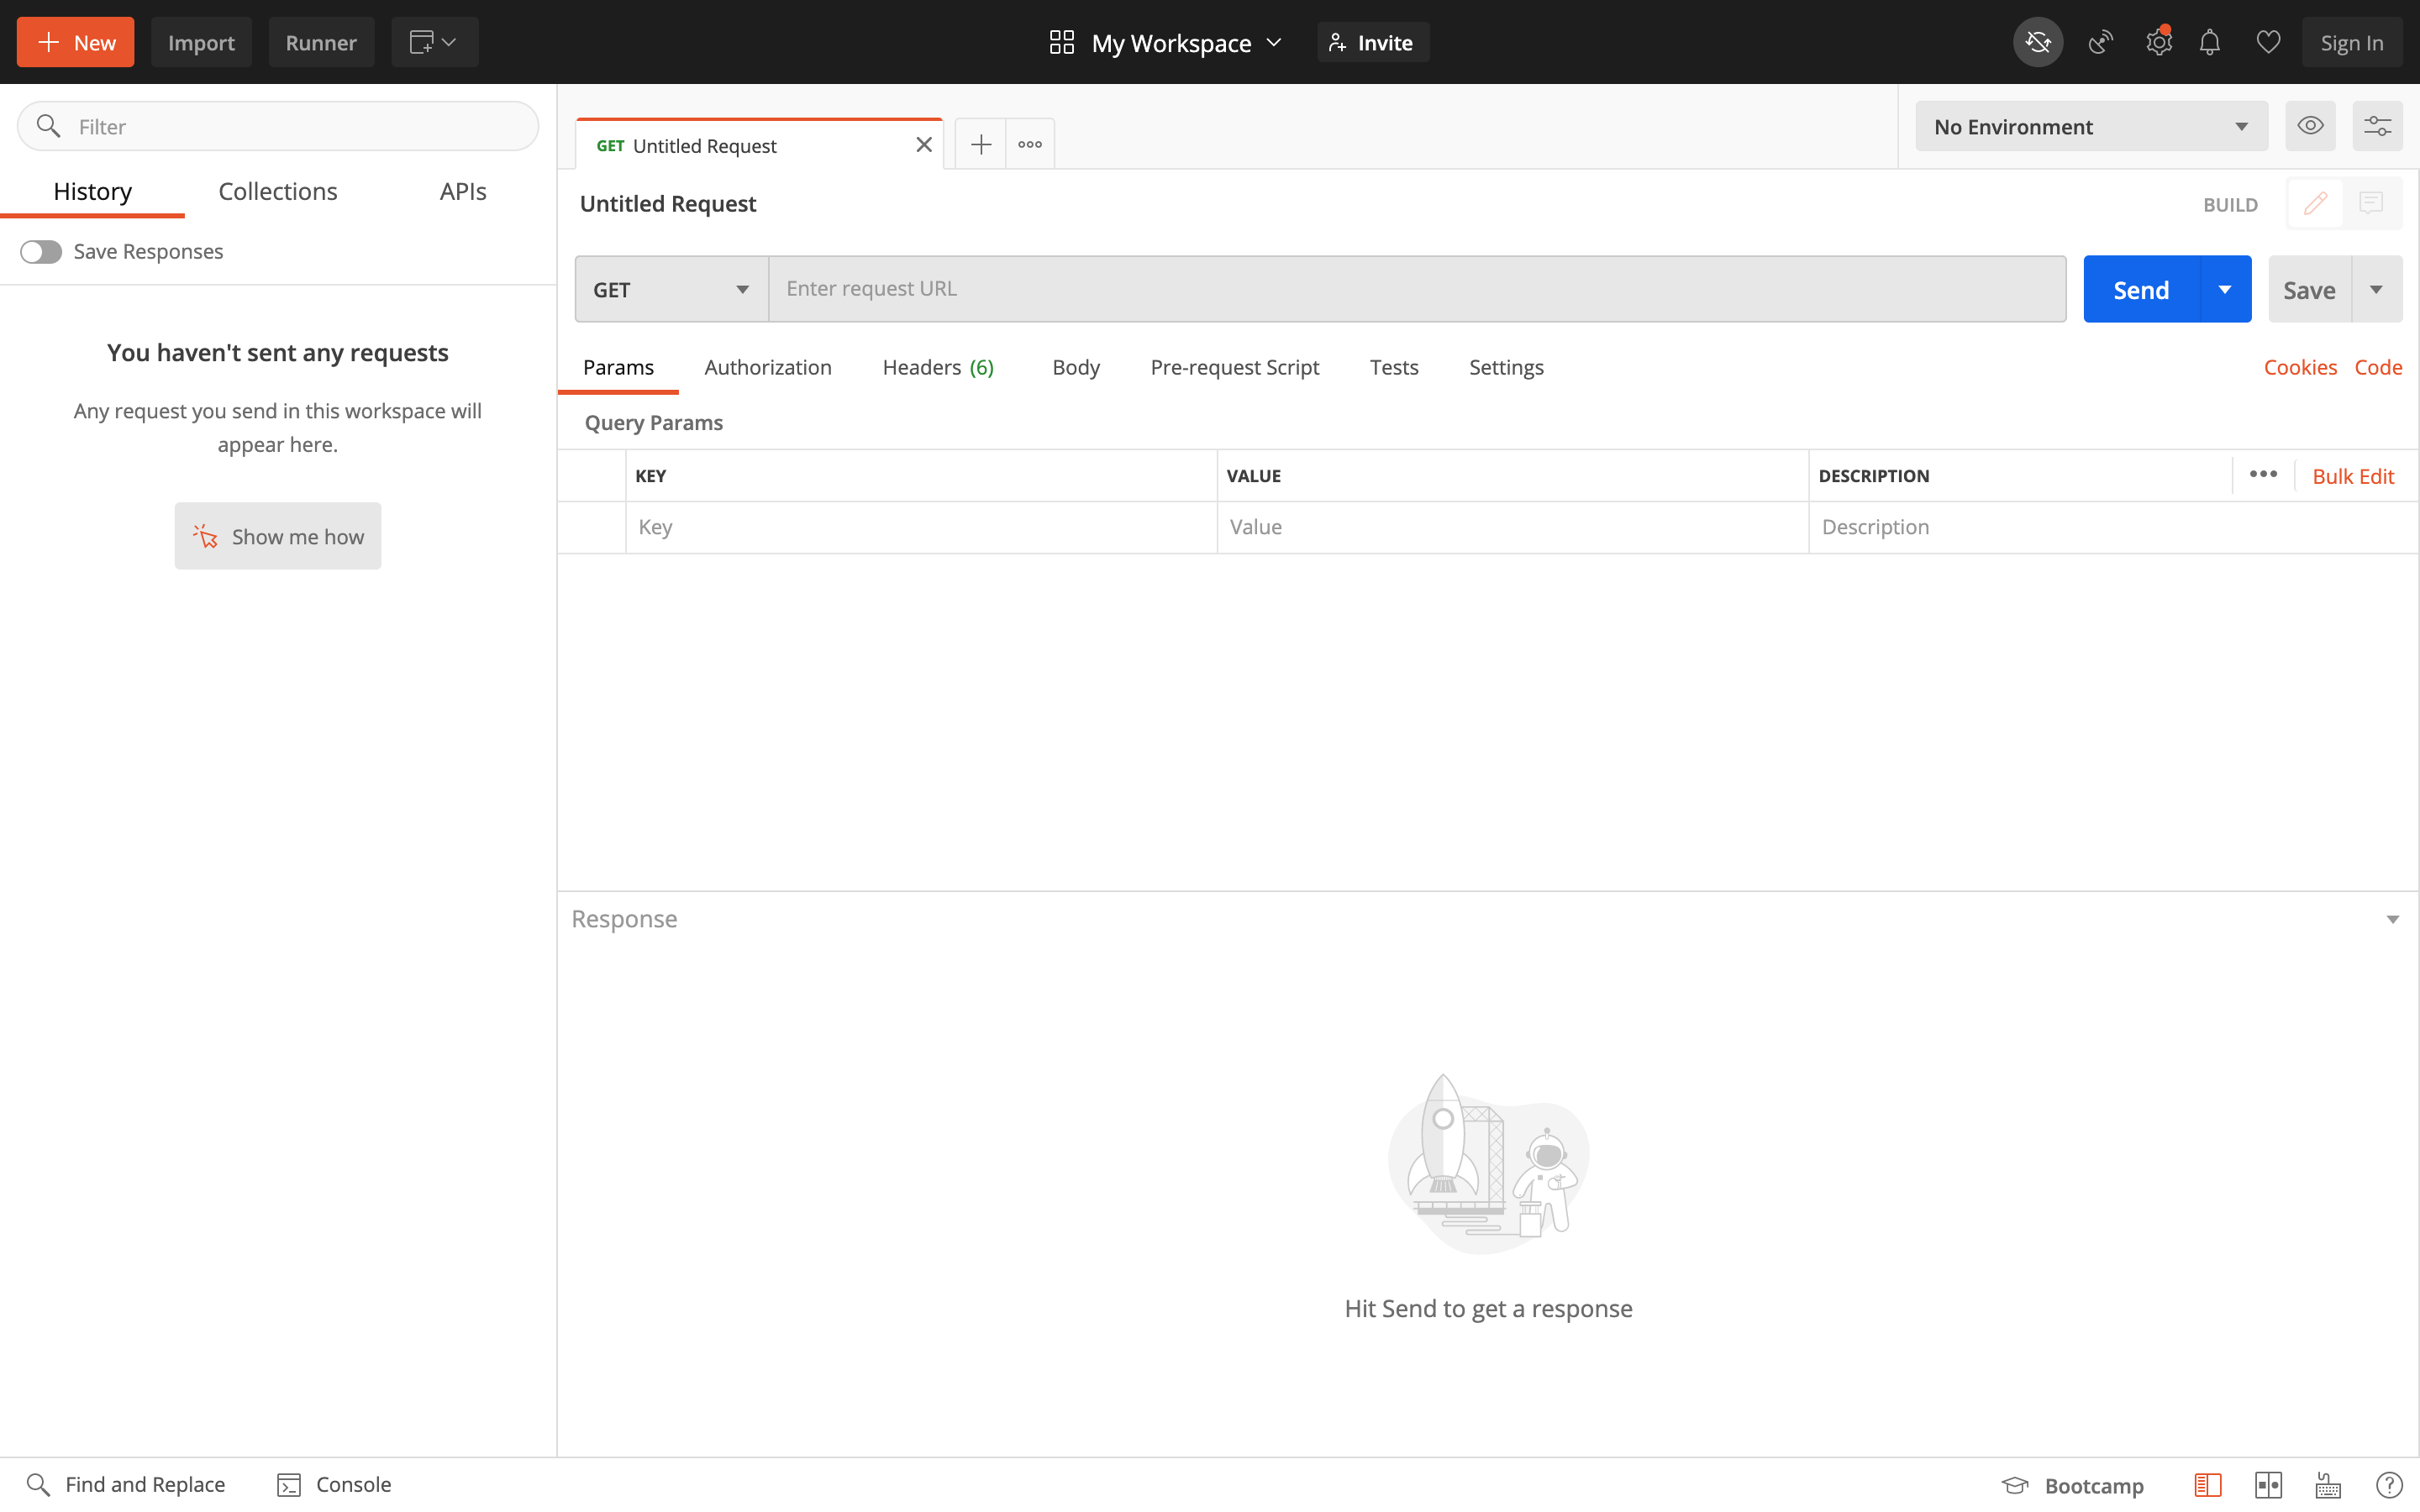 New
Import
Runner
My Workspace
Invite
Sign In
Filter
History
Collections
APIs
Save Responses
You haven't sent any requests
Any request you send in this workspace will
appear here.
Show me how
GET Untitled Request
No Environment
Untitled Request
BUILD
GET
Enter request URL
Send
Save
Params
Authorization
Headers (6)
Body
Pre-request Script
Tests
Settings
Cookies
Code
Query Params
KEY
VALUE
DESCRIPTION
Bulk Edit
Key
Value
Description
Response
Hit Send to get a response
Find and Replace
Console
Bootcamp